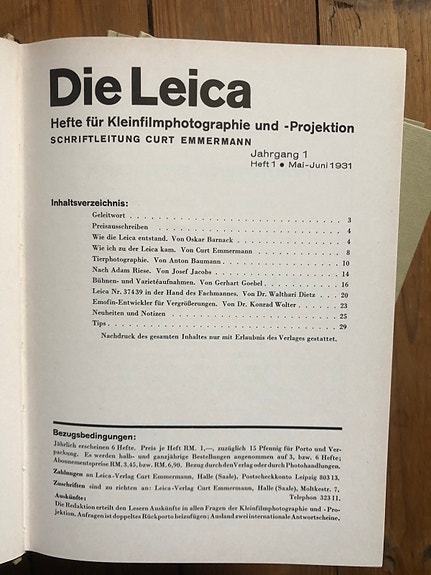 Die Leica
Hefte für Kleinfilmphotographie und -Projektion
SCHRIFTLEITUNG CURT EMMERMANN
Jahrgang 1
Heft 1 ● Mai-Juni 1931
Inhaltsverzeichnis:
Geleitwort . . . . . . . . . . . . . . . . 3
Preisausschreiben . . . . . . . . . . . . . . . . 4
Wie die Leica entstand. Von Oskar Barnack . . . . . . . . 4
Wie ich zu der Leica kam. Von Curt Emmermann . . . . . . . . 8
Tierphotographie. Von Anton Baumann . . . . . . . . 10
Nach Adam Riese. Von Josef Jacobs . . . . . . . . 14
Bühnen- und Varietéaufnahmen. Von Gerhart Goebel . . . . . . 16
Leica Nr. 37439 in der Hand des Fachmannes. Von Dr. Walthari Dietz . . 20
Emofin-Entwickler für Vergrößerungen. Von Dr. Konrad Wolter . . . 23
Neuheiten und Notizen . . . . . . . . . . . . 25
Tips . . . . . . . . . . . . . . . . 29
Nachdruck des gesamten Inhaltes nur mit Erlaubnis des Verlages gestattet.
Bezugsbedingungen:
Jährlich erscheinen 6 Hefte. Preis je Heft RM. 1,—, zuzüglich 15 Pfennig für Porto und Ver-
packung. Es werden halb- und ganzjährige Bestellungen angenommen auf 3, bzw. 6 Hefte;
Abonnementspreise RM. 3,45, bzw. RM. 6,90. Bezug durch den Verlag oder durch Photohandlungen.
Zahlungen an Leica-Verlag Curt Emmermann, Halle (Saale), Postscheckkonto Leipzig 803 13.
Zuschriften sind zu richten an: Leica-Verlag Curt Emmermann, Halle (Saale), Moltkestr. 7.
Telephon 323 11.
Auskünfte:
Die Redaktion erteilt den Lesern Auskünfte in allen Fragen der Kleinfilmphotographie und -Pro-
jektion. Anfragen ist doppeltes Rückporto beizufügen; Ausland zwei internationale Antwortscheine.